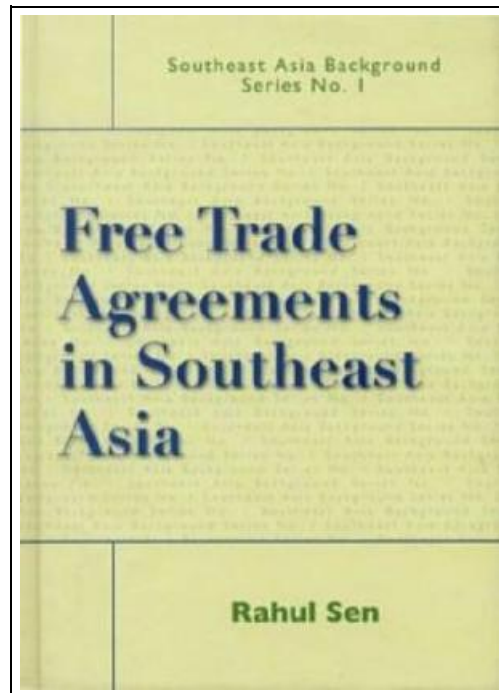 Southeast Asia Background
Series No. 1
Free Trade
Agreements
in Southeast
Asia
Rahul Sen